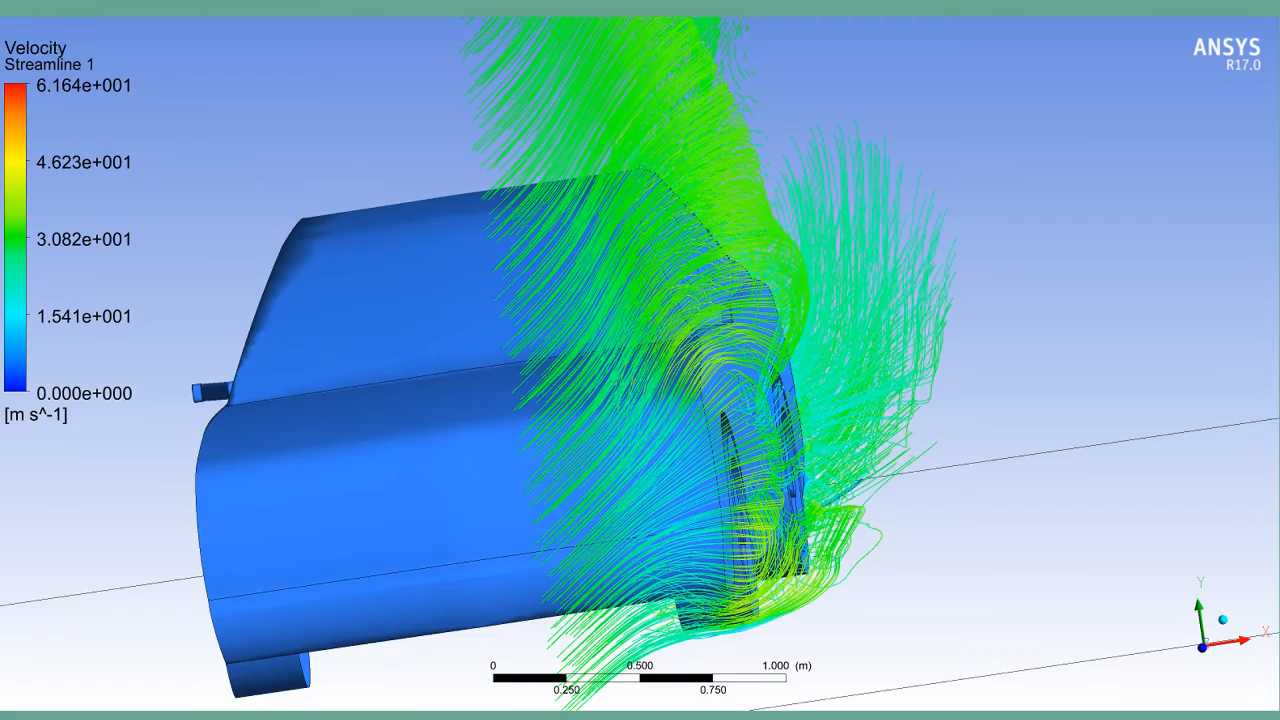 Velocity
Streamline 1
6.164e+001
4.623e+001
3.082e+001
1.541e+001
0.000e+000
[m s^-1]
ANSYS
R17.0
0
0.500
1.000 (m)
0.250
0.750
Y
X